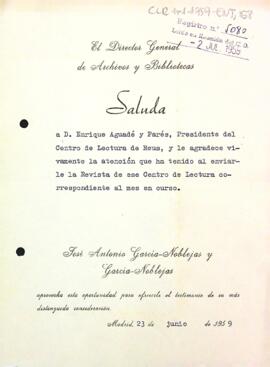 Registro n.º 5080
2 JUL. 1959
El Director General
de Archivos y Bibliotecas
Saluda
a D. Enrique Aguadé y Parés, Presidente del
Centro de Lectura de Reus, y le agradece vi-
vamente la atención que ha tenido al enviar-
le la Revista de ese Centro de Lectura co-
rrespondiente al mes en curso.
José Antonio García-Noblejas y
García-Noblejas
aprovecha esta oportunidad para ofrecerle el testimonio de su más
distinguida consideración.
Madrid, 23 de junio de 1959